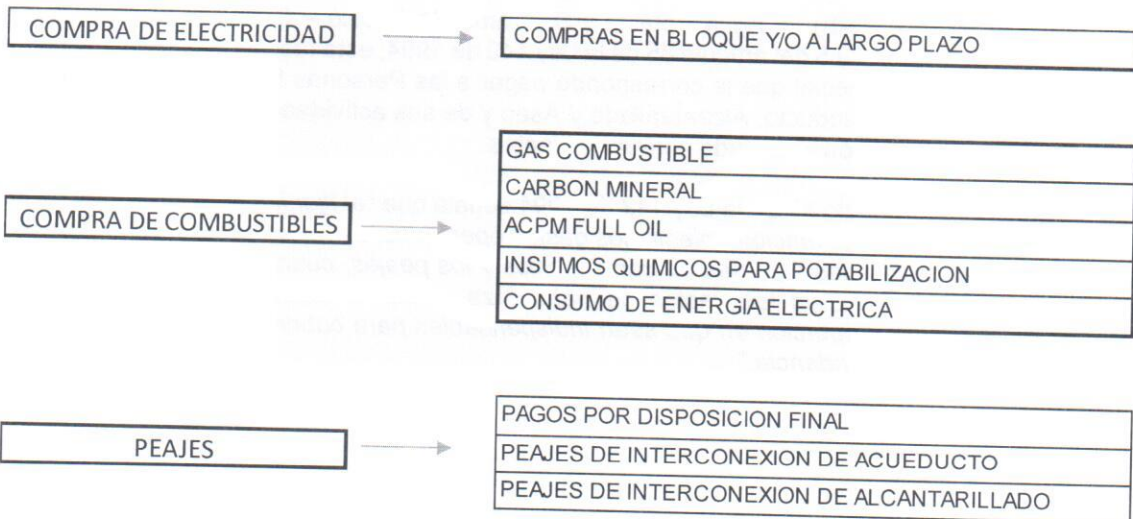 COMPRA DE ELECTRICIDAD
COMPRAS EN BLOQUE Y/O A LARGO PLAZO
COMPRA DE COMBUSTIBLES
GAS COMBUSTIBLE
CARBON MINERAL
ACPM FULL OIL
INSUMOS QUIMICOS PARA POTABILIZACION
CONSUMO DE ENERGIA ELECTRICA
PEAJES
PAGOS POR DISPOSICION FINAL
PEAJES DE INTERCONEXION DE ACUEDUCTO
PEAJES DE INTERCONEXION DE ALCANTARILLADO